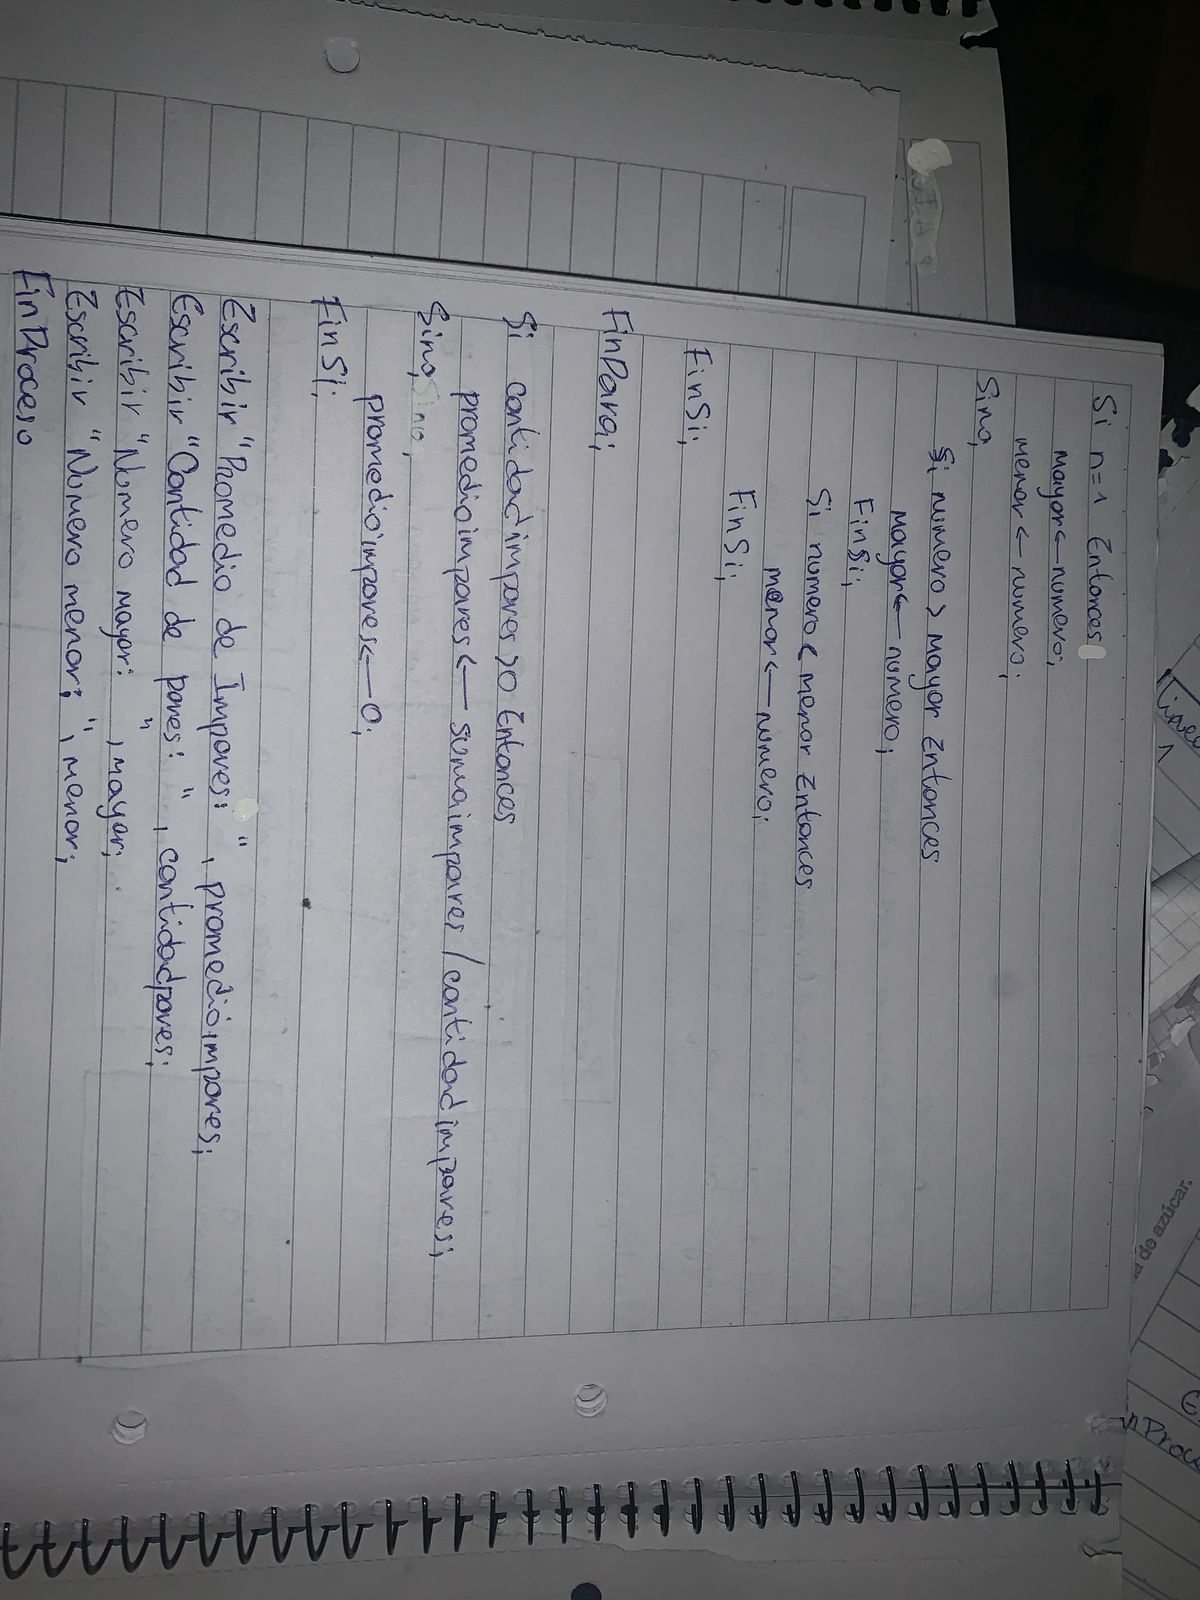 Si n=1 Entonces
mayor<—numero;
menor<—numero;
Sino,
Si numero > mayor Entonces
mayor<—numero;
FinSi;
Si numero < menor Entonces
menor<—numero;
FinSi;
FinSi;
FinPara;
Si cantidadimpares >0 Entonces
promedioimpares<—sumaimpares/cantidadimpares;
Sino,
promedioimpares<—0;
FinSi;
Escribir "Promedio de Impares: ", promedioimpares;
Escribir "Cantidad de pares: ", cantidadpares;
Escribir "Numero mayor: ", mayor;
Escribir "Numero menor: ", menor;
FinProceso
de azúcar.